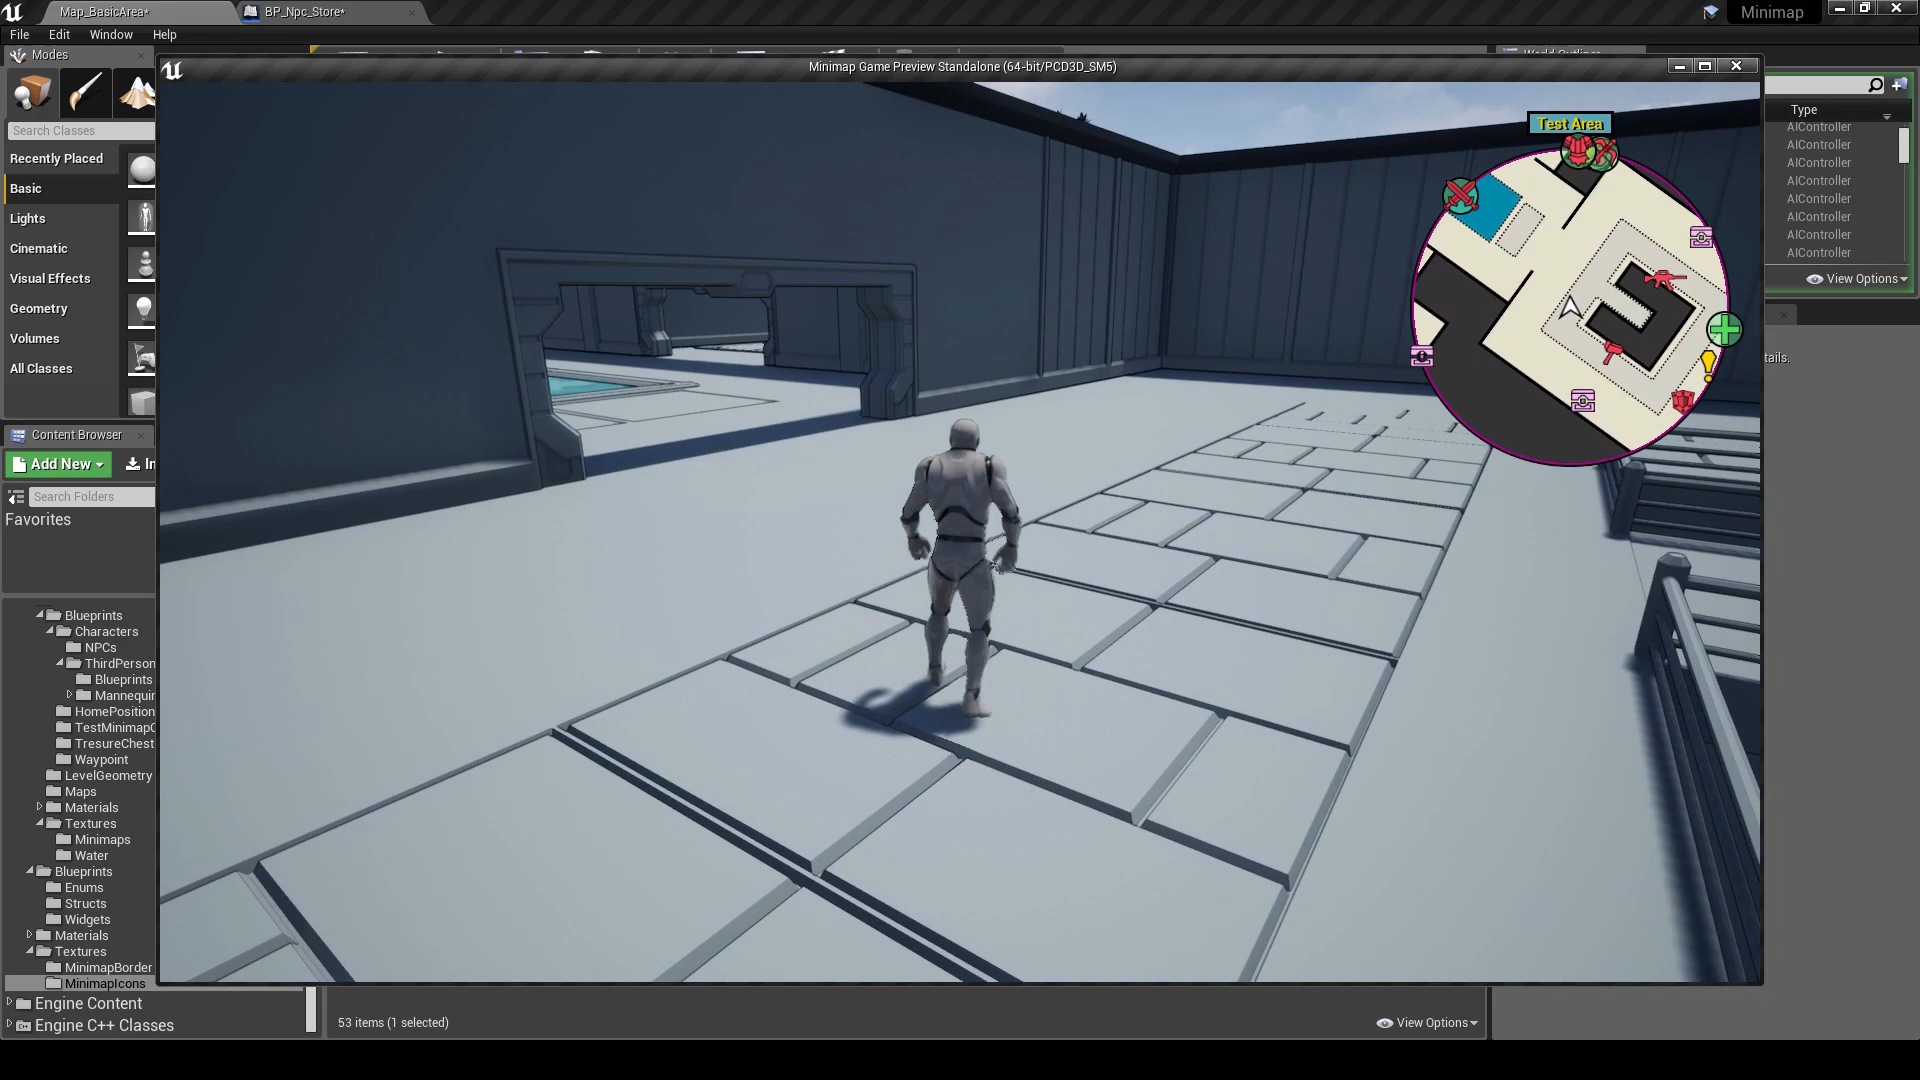 Map_BasicArea*
BP_Npc_Store*
Minimap
File
Edit
Window
Help
Modes
Minimap Game Preview Standalone (64-bit/PCD3D_SM5)
Search Classes
Recently Placed
Basic
Lights
Cinematic
Visual Effects
Geometry
Volumes
All Classes
Test Area
Type
AIController
AIController
AIController
AIController
AIController
AIController
AIController
AIController
View Options
tails.
Content Browser
Add New
Search Folders
Favorites
Blueprints
Characters
NPCs
ThirdPerson
Blueprints
Mannequin
HomePosition
TestMinimap
TresureChest
Waypoint
LevelGeometry
Maps
Materials
Textures
Minimaps
Water
Blueprints
Enums
Structs
Widgets
Materials
Textures
MinimapBorder
MinimapIcons
Engine Content
Engine C++ Classes
53 items (1 selected)
View Options